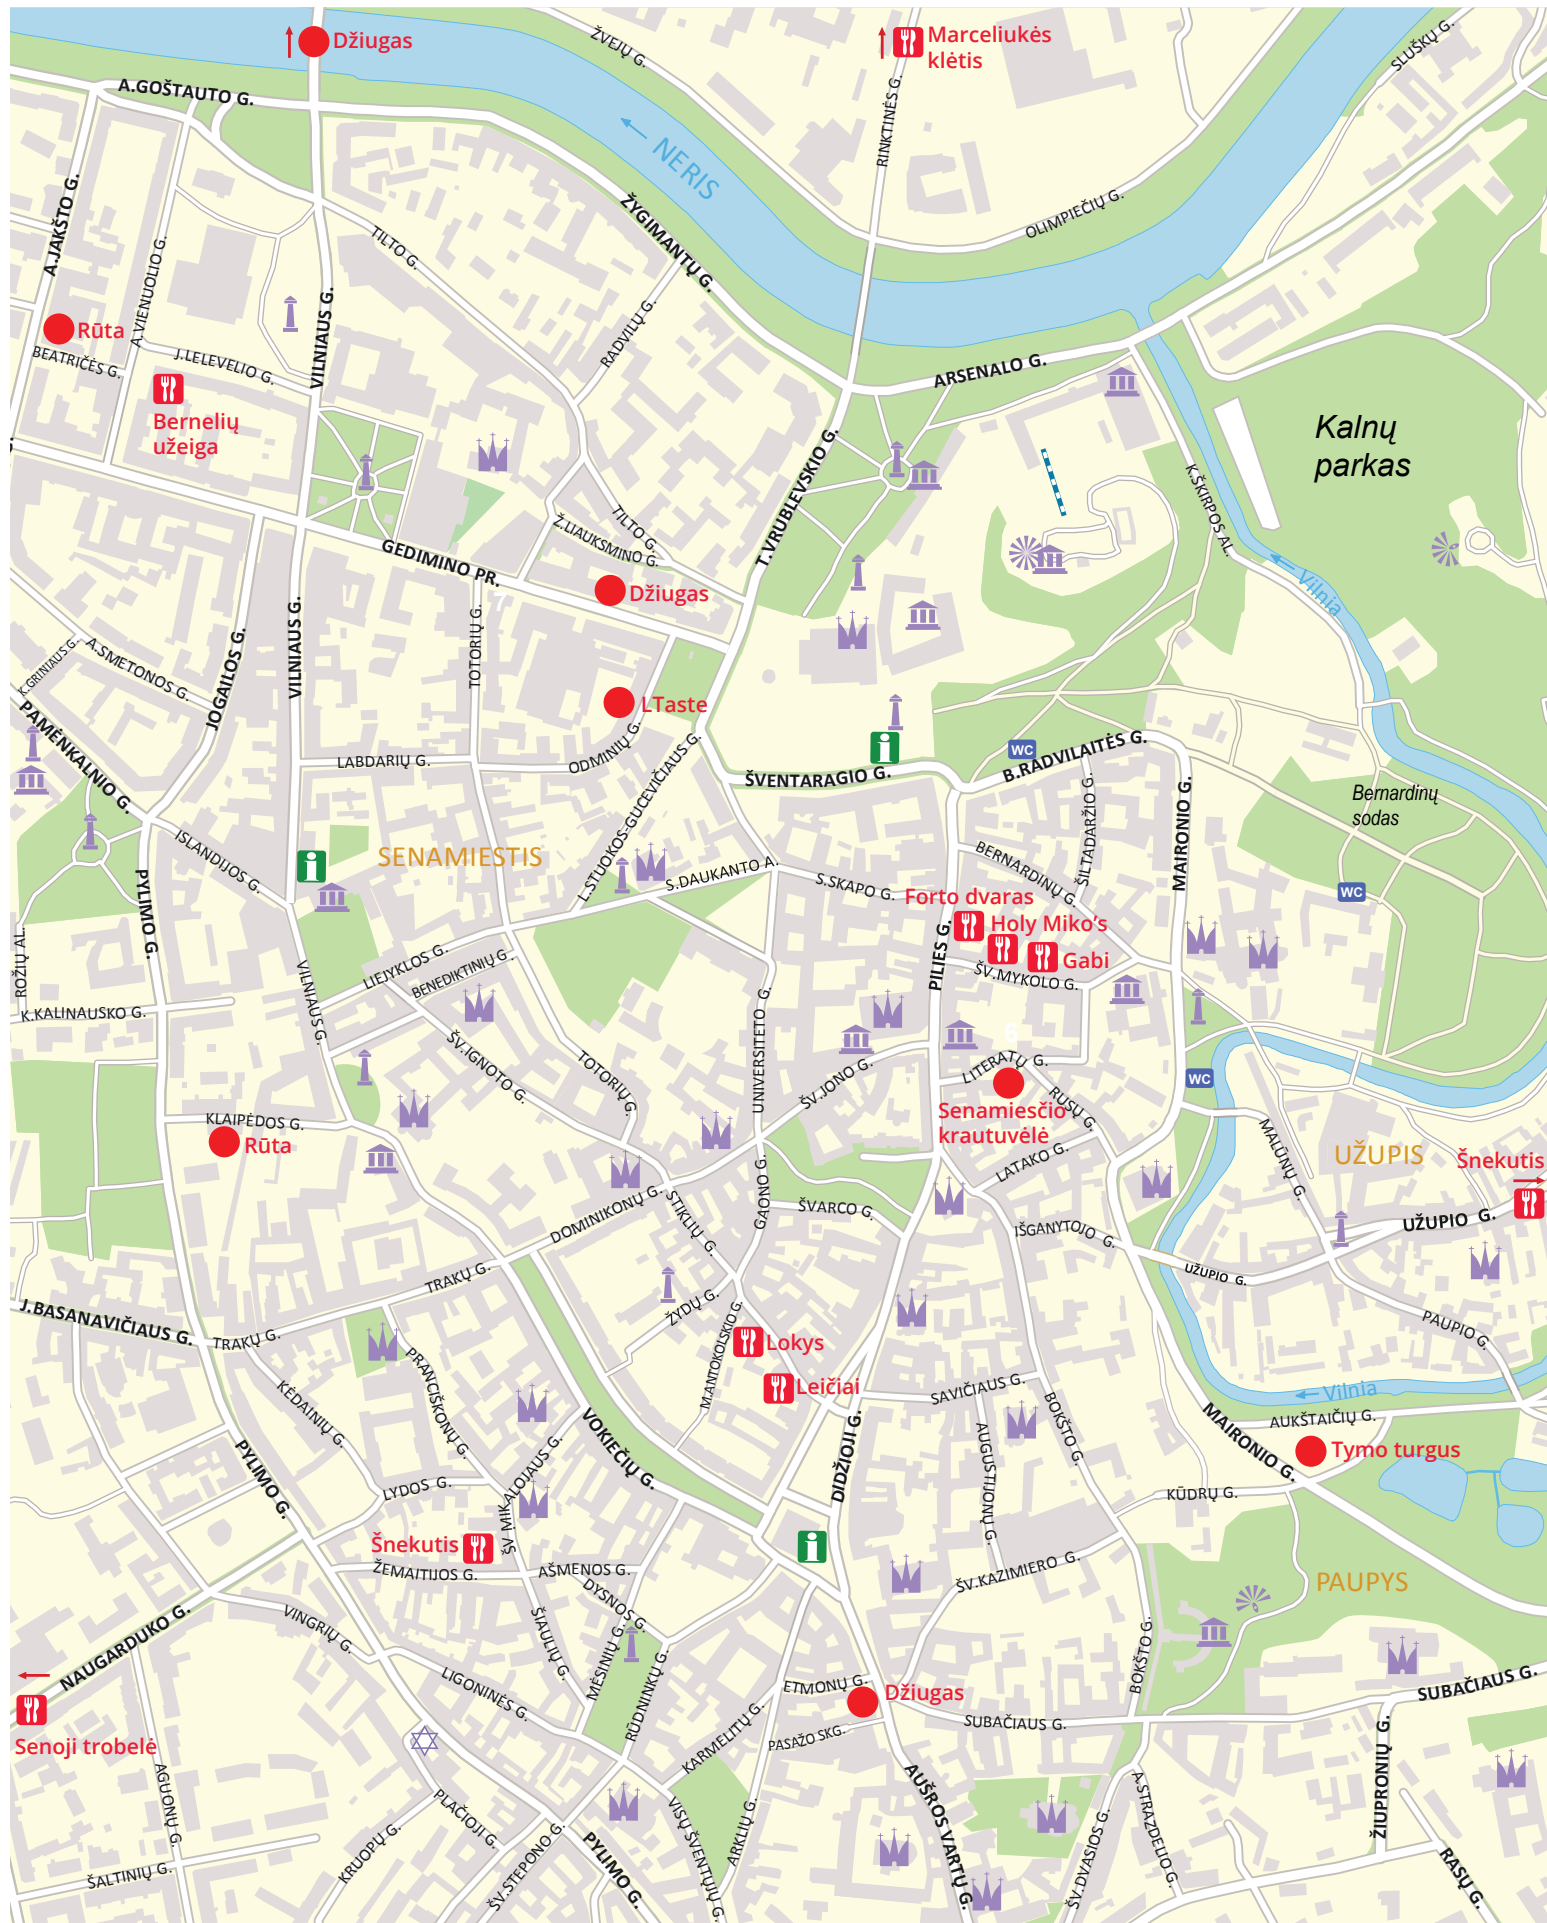 Džiugas
ŽVEJŲ G.
Marceliukės
klėtis
SLUŠKŲ G.
A.GOŠTAUTO G.
RINKTINĖS G.
NERIS
A.JAKŠTO G.
ŽYGIMANTŲ G.
OLIMPIEČIŲ G.
TILTO G.
A.VIENUOLIO G.
VILNIAUS G.
RADVILŲ G.
Rūta
BEATRIČĖS G.
J.LELEVELIO G.
ARSENALO G.
Bernelių
užeiga
Kalnų
parkas
T.VRUBLEVSKIO G.
K.ŠKIRPOS AL.
TILTO G.
Ž.LIAUKSMINO G.
GEDIMINO PR.
7
Džiugas
Vilnia
TOTORIŲ G.
VILNIAUS G.
JOGAILOS G.
K.GRINIAUS G.
A.SMETONOS G.
PAMĖNKALNIO G.
LTaste
ODMINIŲ G.
LABDARIŲ G.
L.STUOKOS-GUCEVIČIAUS G.
ŠVENTARAGIO G.
WC
B.RADVILAITĖS G.
ŠILTADARŽIO G.
MAIRONIO G.
Bernardinų
sodas
ISLANDIJOS G.
SENAMIESTIS
S.DAUKANTO A.
S.SKAPO G.
BERNARDINŲ G.
WC
PYLIMO G.
Forto dvaras
Holy Miko's
Gabi
PILIES G.
ŠV.MYKOLO G.
ROŽIŲ AL.
LIEJYKLOS G.
BENEDIKTINIŲ G.
VILNIAUS G.
K.KALINAUSKO G.
ŠV.IGNOTO G.
TOTORIŲ G.
UNIVERSITETO G.
ŠV.JONO G.
6
LITERATŲ G.
RUSŲ G.
WC
Senamiesčio
krautuvėlė
KLAIPĖDOS G.
Rūta
LATAKO G.
MALŪNŲ G.
UŽUPIS
Šnekutis
UŽUPIO G.
DOMINIKONŲ G.
STIKLIŲ G.
GAONO G.
ŠVARCO G.
IŠGANYTOJO G.
UŽUPIO G.
TRAKŲ G.
J.BASANAVIČIAUS G.
TRAKŲ G.
ŽYDŲ G.
M.ANTOKOLSKIO G.
Lokys
Leičiai
PAUPIO G.
PRANCIŠKONŲ G.
KĖDAINIŲ G.
SAVIČIAUS G.
BOKŠTO G.
Vilnia
AUKŠTAIČIŲ G.
MAIRONIO G.
Tymo turgus
VOKIEČIŲ G.
DIDŽIOJI G.
AUGUSTIJONŲ G.
PYLIMO G.
LYDOS G.
ŠV.MIKALOJAUS G.
KŪDRŲ G.
Šnekutis
ŽEMAITIJOS G.
AŠMENOS G.
DYSNOS G.
ŠV.KAZIMIERO G.
PAUPYS
NAUGARDUKO G.
VINGRIŲ G.
ŠIAULIŲ G.
MĖSINIŲ G.
RŪDNINKŲ G.
BOKŠTO G.
LIGONINĖS G.
ETMONŲ G.
Džiugas
SUBAČIAUS G.
SUBAČIAUS G.
Senoji trobelė
KARMELITŲ G.
PASAŽO SKG.
AGUONŲ G.
PLAČIOJI G.
VISŲ ŠVENTŲJŲ G.
ARKLIŲ G.
AUŠROS VARTŲ G.
A.STRAZDELIO G.
ŽIUPRONIŲ G.
RASŲ G.
ŠALTINIŲ G.
KRUOPŲ G.
ŠV.STEPONO G.
PYLIMO G.
ŠV.DVASIOS G.